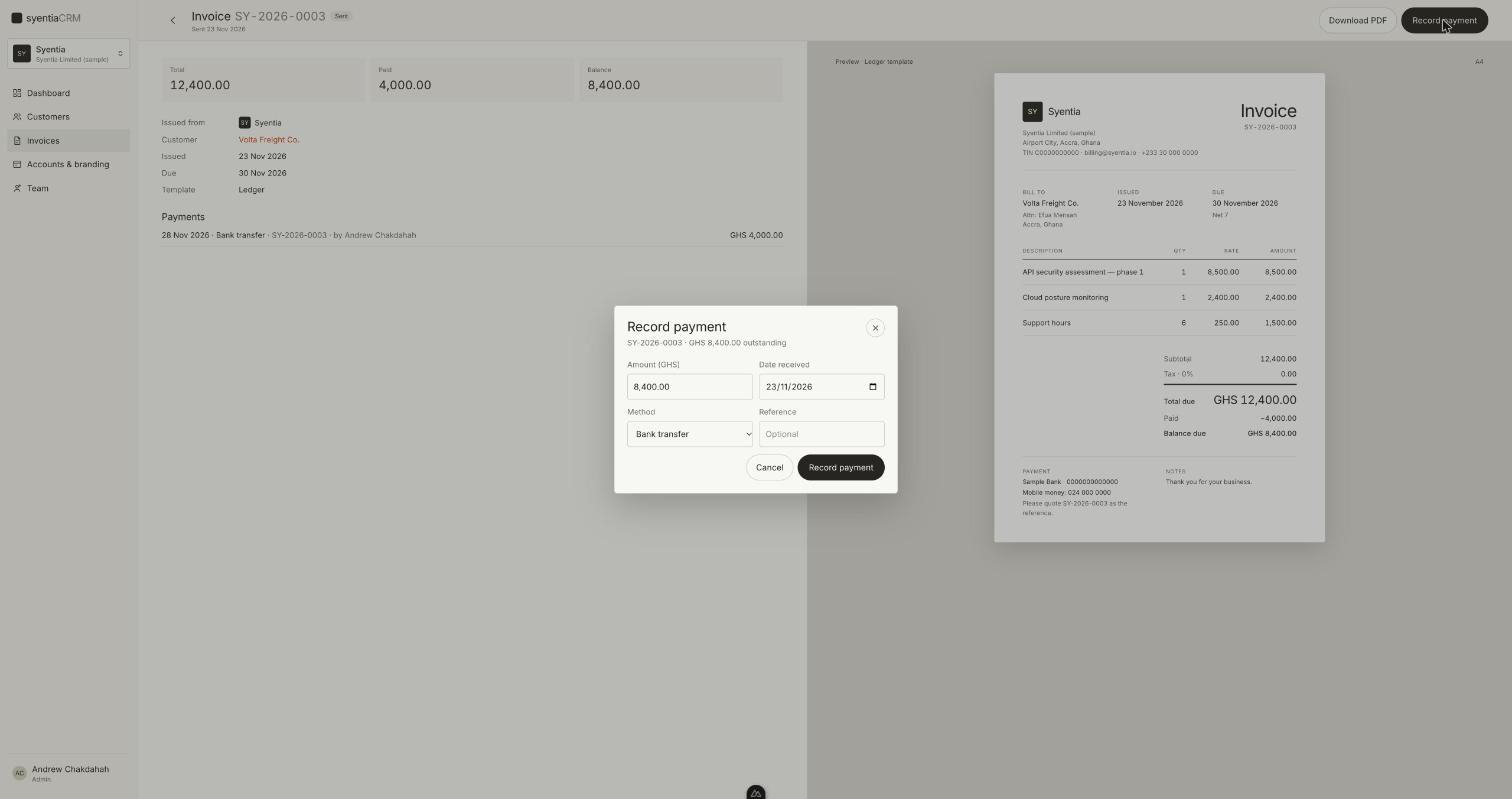 syentiaCRM
SY
Syentia
Syentia Limited (sample)
Dashboard
Customers
Invoices
Accounts & branding
Team
AC
Andrew Chakdahah
Admin
Invoice SY-2026-0003 Sent
Sent 23 Nov 2026
Download PDF
Record payment
Total
12,400.00
Paid
4,000.00
Balance
8,400.00
Issued from SY Syentia
Customer Volta Freight Co.
Issued 23 Nov 2026
Due 30 Nov 2026
Template Ledger
Payments
28 Nov 2026 · Bank transfer · SY-2026-0003 · by Andrew Chakdahah GHS 4,000.00
Record payment
SY-2026-0003 · GHS 8,400.00 outstanding
Amount (GHS) Date received
8,400.00 23/11/2026
Method Reference
Bank transfer Optional
Cancel Record payment
Preview · Ledger template A4
SY Syentia Invoice
SY-2026-0003
Syentia Limited (sample)
Airport City, Accra, Ghana
TIN C0000000000 · billing@syentia.io · +233 30 000 0000
BILL TO ISSUED DUE
Volta Freight Co. 23 November 2026 30 November 2026
Attn: Efua Mensah Net 7
Accra, Ghana
DESCRIPTION QTY RATE AMOUNT
API security assessment — phase 1 1 8,500.00 8,500.00
Cloud posture monitoring 1 2,400.00 2,400.00
Support hours 6 250.00 1,500.00
Subtotal 12,400.00
Tax · 0% 0.00
Total due GHS 12,400.00
Paid −4,000.00
Balance due GHS 8,400.00
PAYMENT NOTES
Sample Bank · 0000000000000 Thank you for your business.
Mobile money: 024 000 0000
Please quote SY-2026-0003 as the
reference.